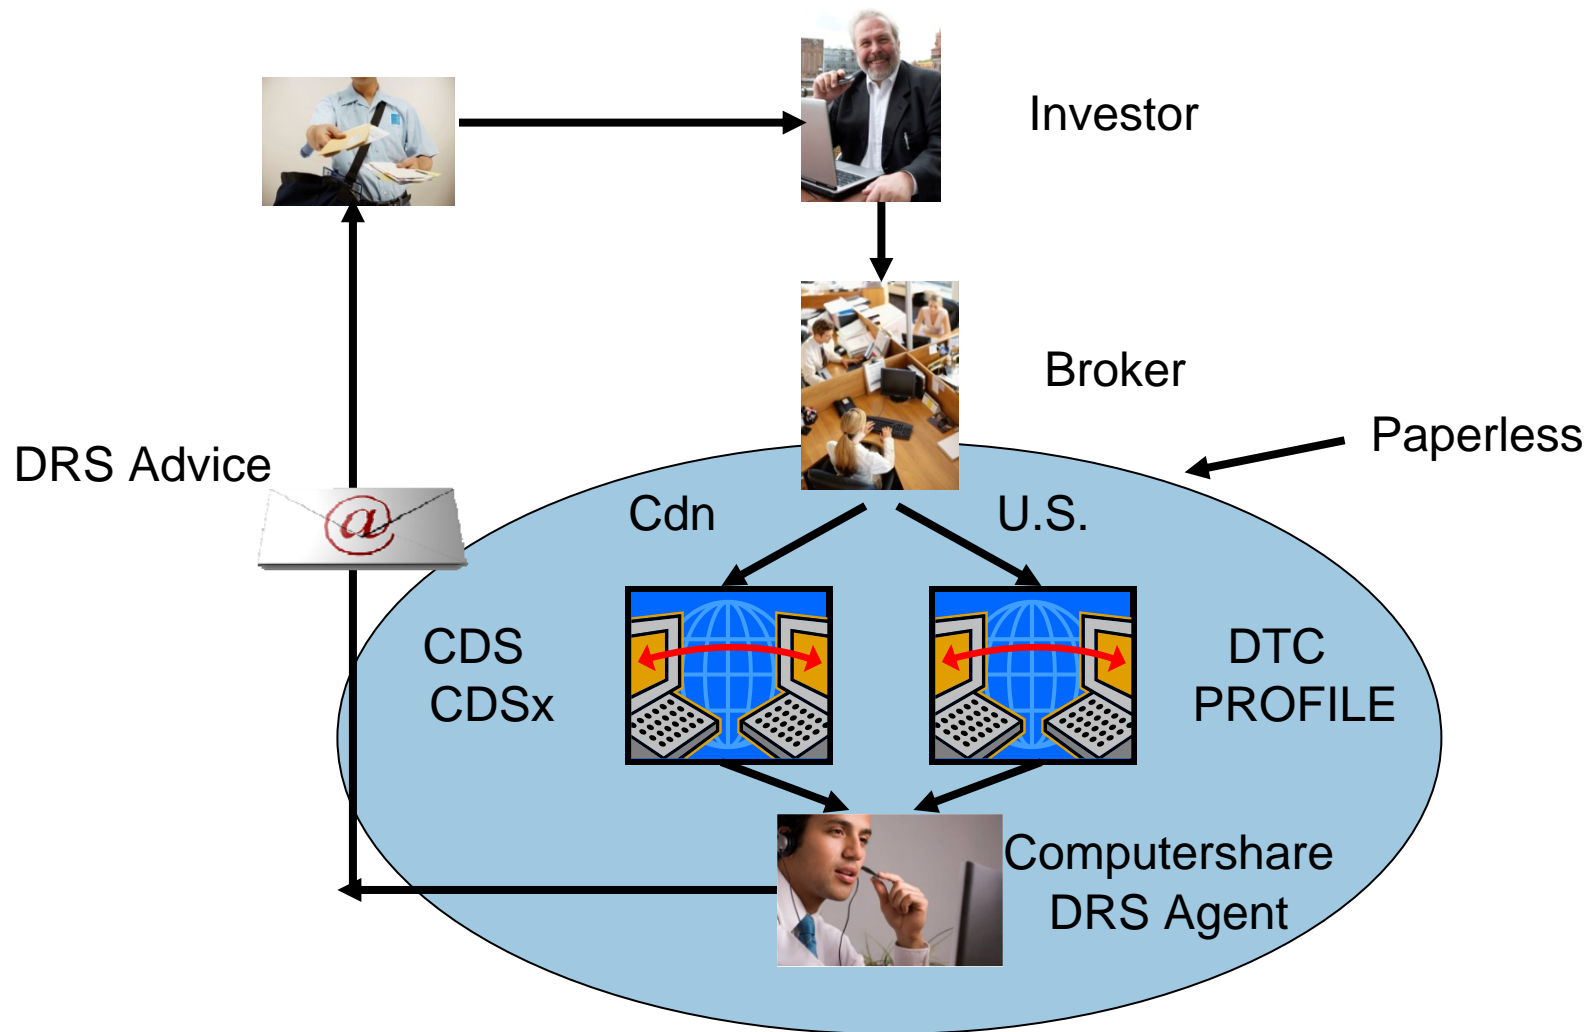 Investor
Broker
Paperless
DRS Advice
Cdn
U.S.
CDS
CDSx
DTC
PROFILE
Computershare
DRS Agent